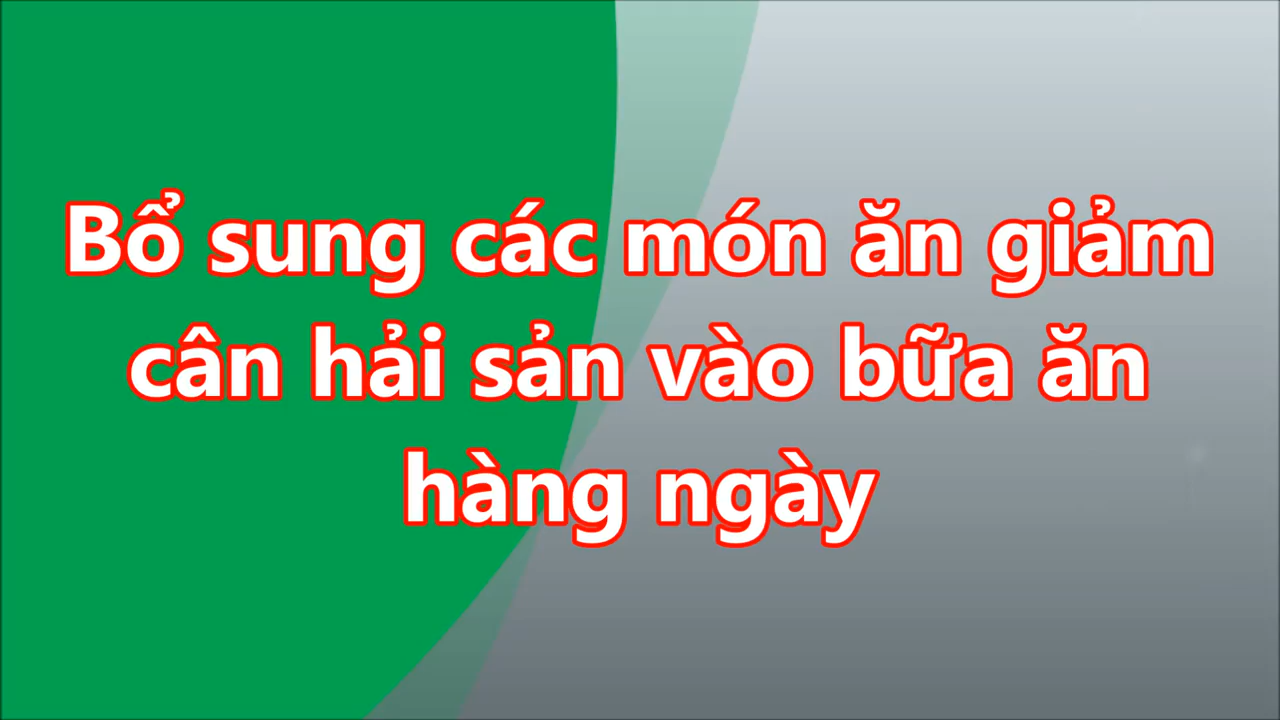 Bổ sung các món ăn giảm
cân hải sản vào bữa ăn
hàng ngày